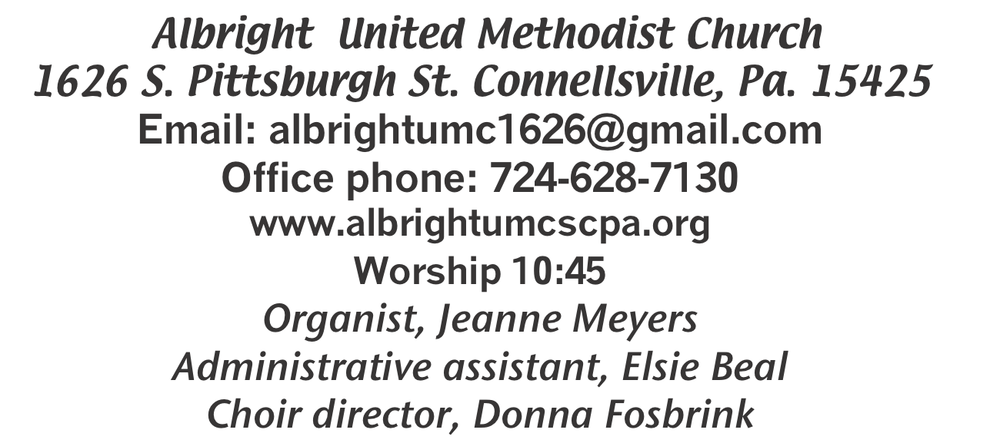 Albright United Methodist Church
1626 S. Pittsburgh St. Connellsville, Pa. 15425
Email: albrightumc1626@gmail.com
Office phone: 724-628-7130
www.albrightumcscpa.org
Worship 10:45
Organist, Jeanne Meyers
Administrative assistant, Elsie Beal
Choir director, Donna Fosbrink